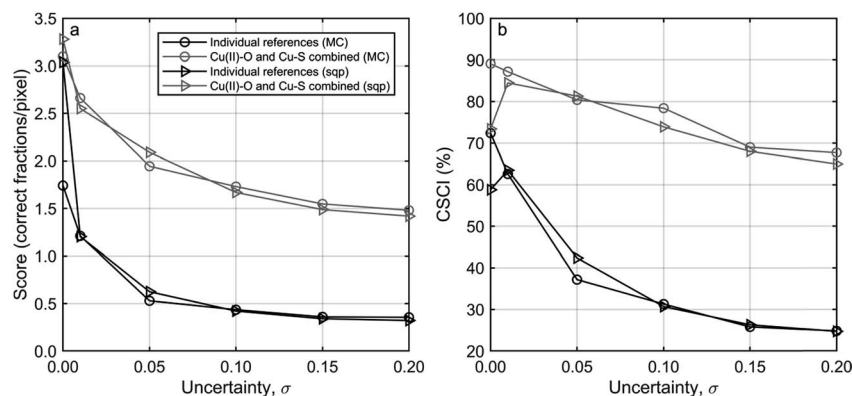 a
Individual references (MC)
Cu(II)-O and Cu-S combined (MC)
Individual references (sqp)
Cu(II)-O and Cu-S combined (sqp)
Score (correct fractions/pixel)
3.5
3.0
2.5
2.0
1.5
1.0
0.5
0.0
0.00 0.05 0.10 0.15 0.20
Uncertainty, σ
b
CSCI (%)
100
90
80
70
60
50
40
30
20
0.00 0.05 0.10 0.15 0.20
Uncertainty, σ